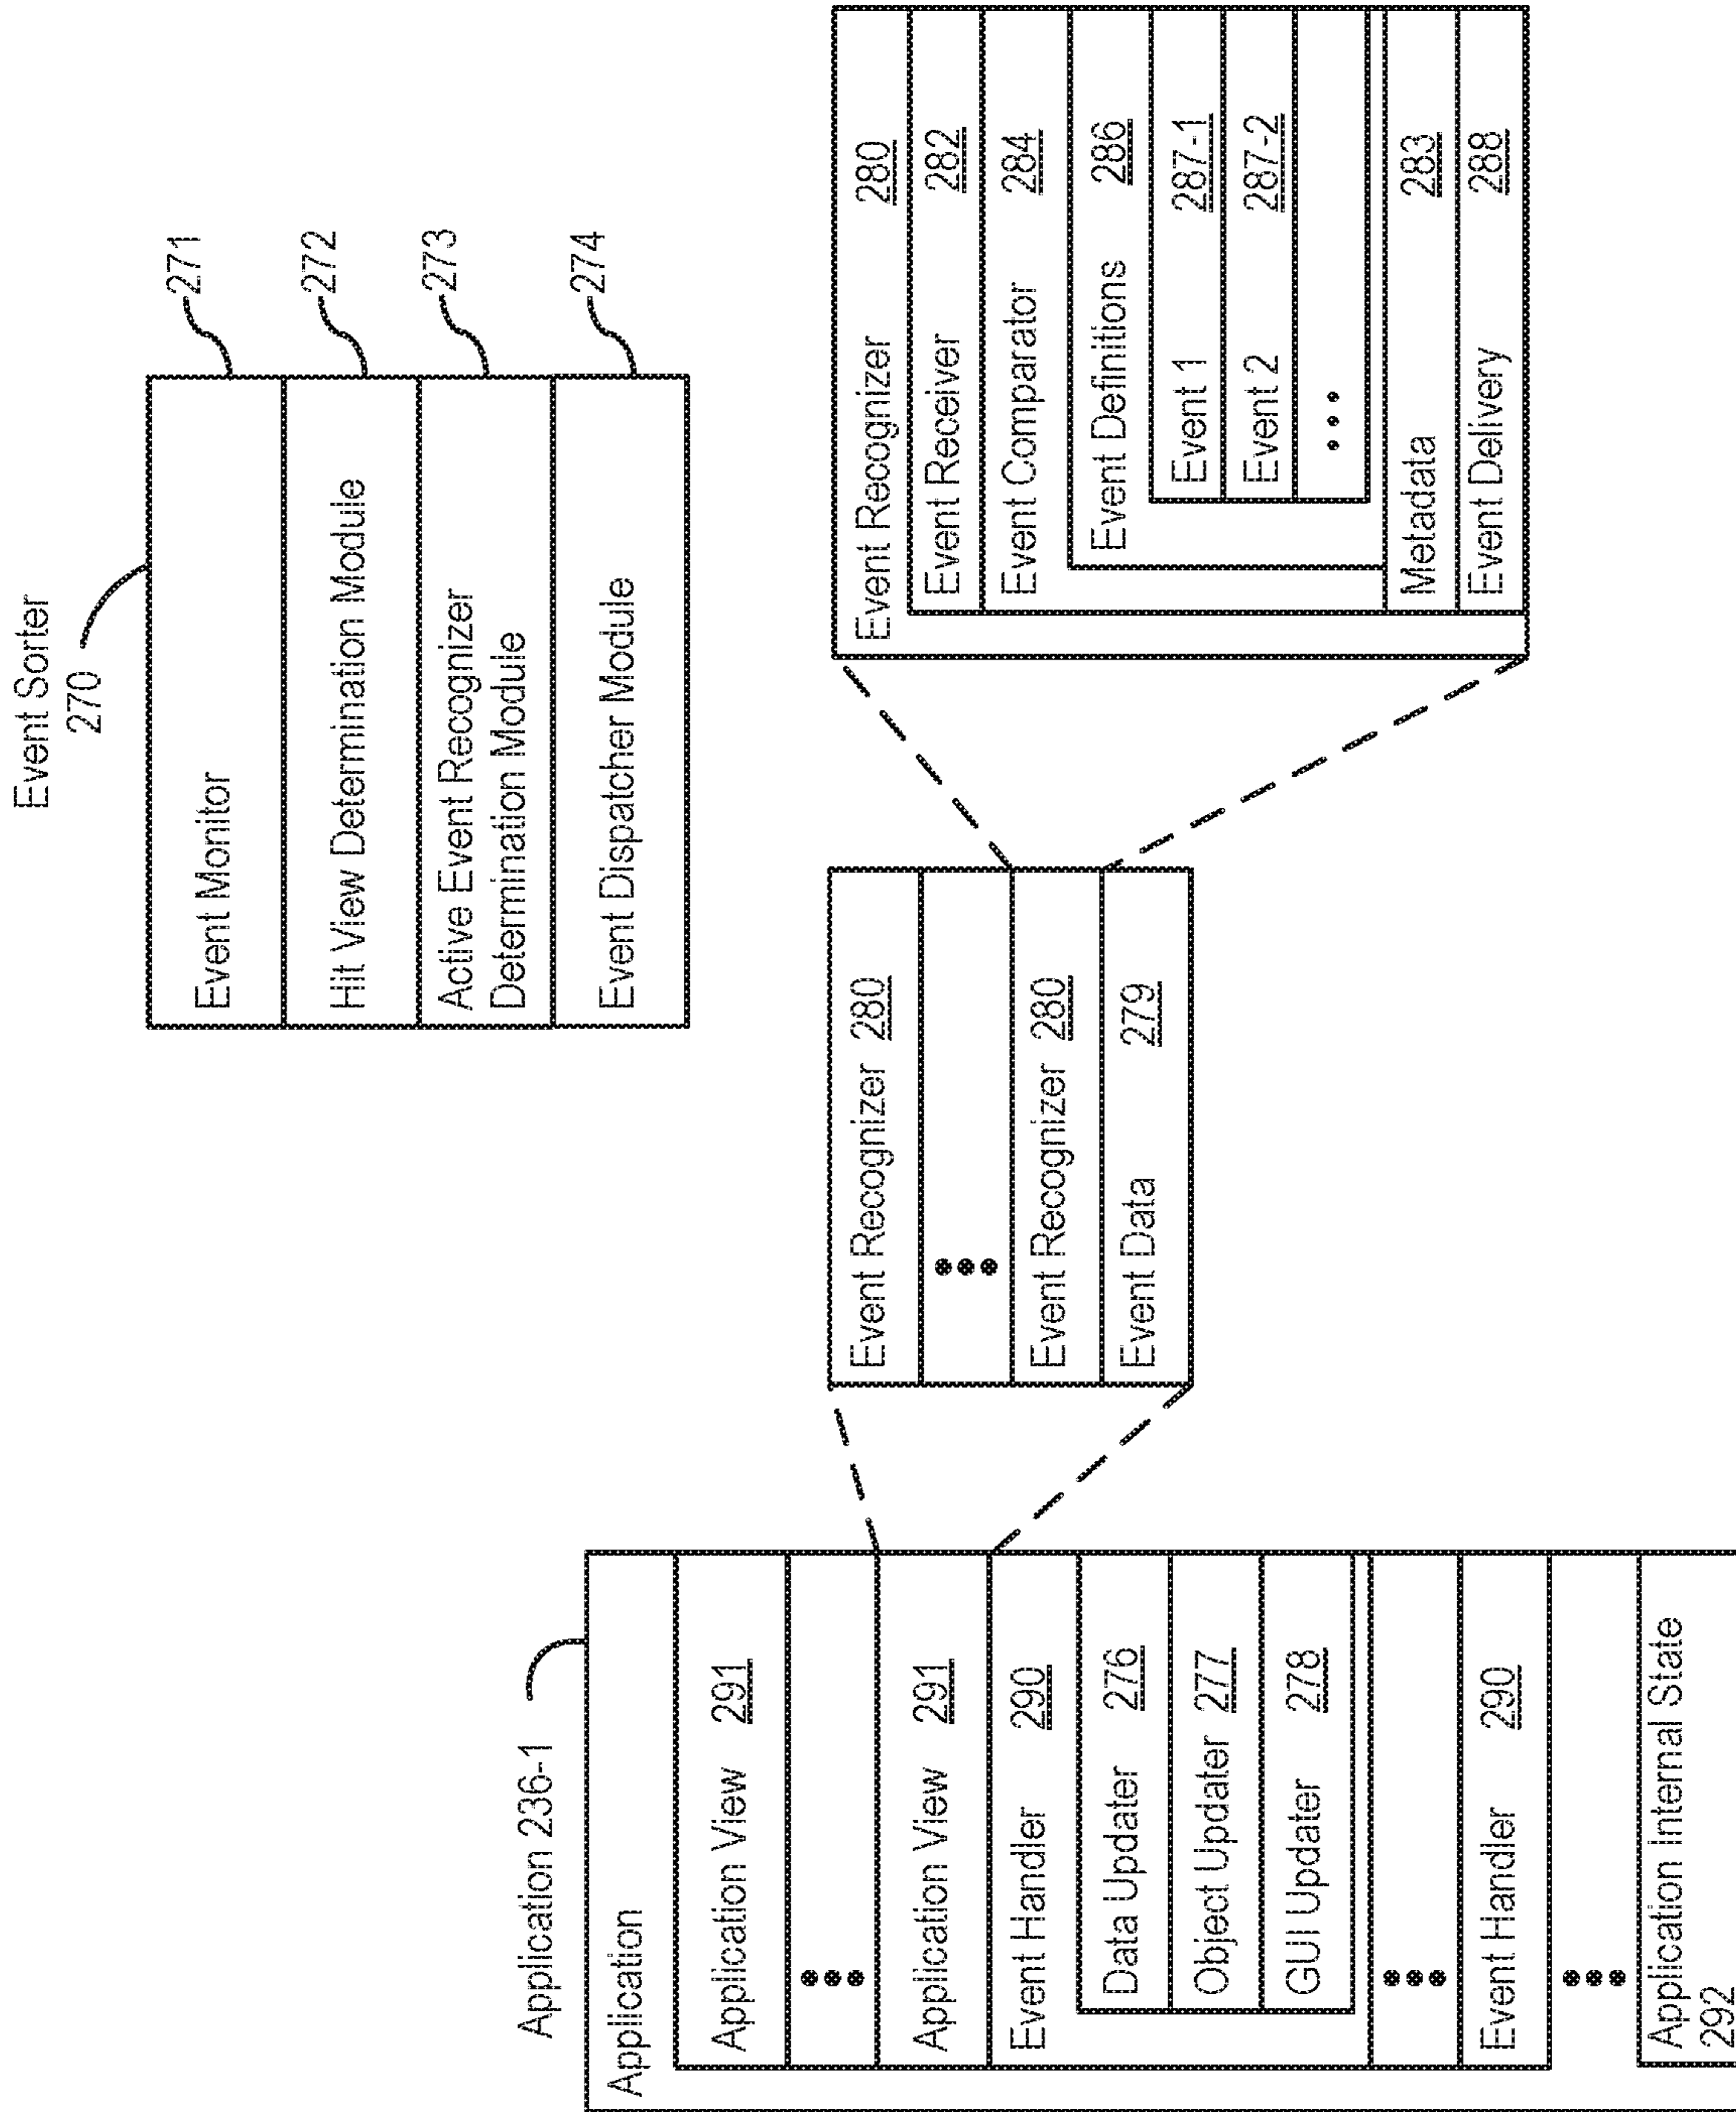 Event Sorter
270
Event Monitor
271
Hit View Determination Module
272
Active Event Recognizer
Determination Module
273
Event Dispatcher Module
274
Application 236-1
Application
Application View 291
•••
Application View 291
Event Handler 290
Data Updater 276
Object Updater 277
GUI Updater 278
•••
Event Handler 290
•••
Application Internal State
292
Event Recognizer 280
•••
Event Recognizer 280
Event Data 279
Event Recognizer 280
Event Receiver 282
Event Comparator 284
Event Definitions 286
Event 1 287-1
Event 2 287-2
•••
Metadata 283
Event Delivery 288